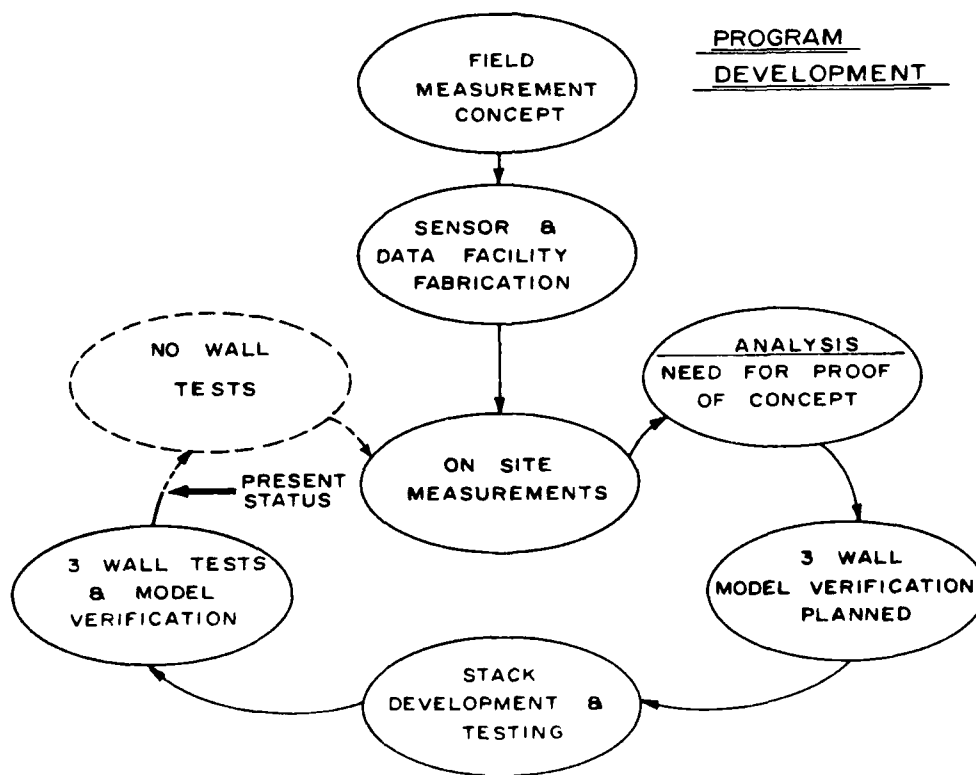 PROGRAM
DEVELOPMENT
FIELD
MEASUREMENT
CONCEPT
SENSOR &
DATA FACILITY
FABRICATION
NO WALL
TESTS
ANALYSIS
NEED FOR PROOF
OF CONCEPT
ON SITE
MEASUREMENTS
PRESENT
STATUS
3 WALL TESTS
& MODEL
VERIFICATION
3 WALL
MODEL VERIFICATION
PLANNED
STACK
DEVELOPMENT &
TESTING